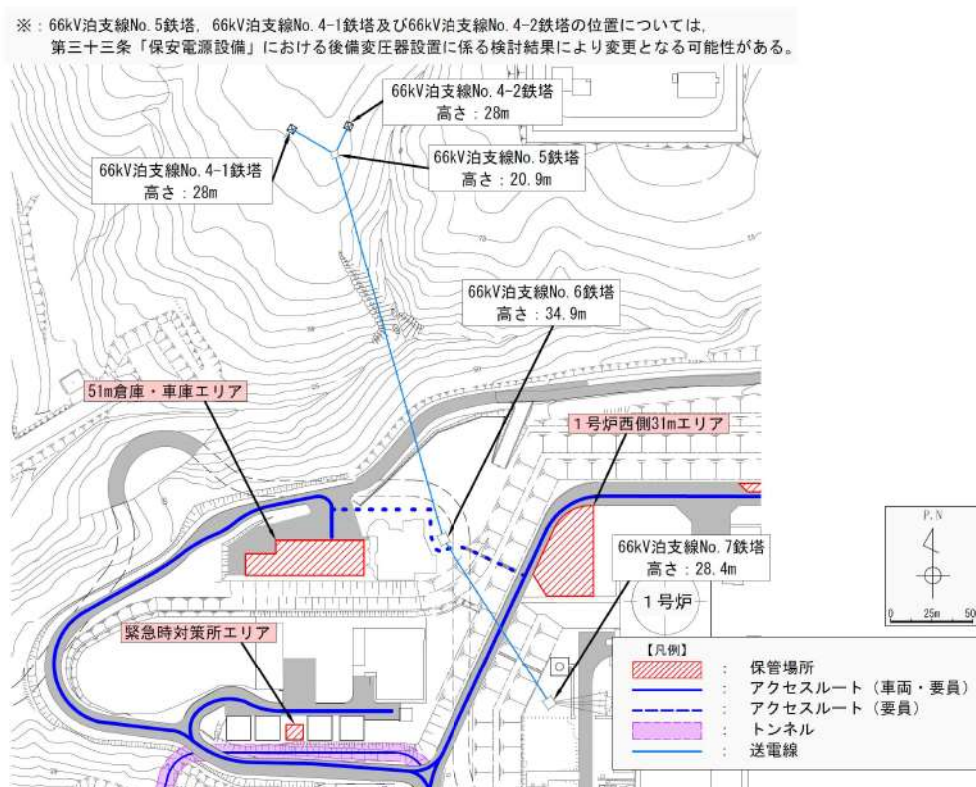 ※：66kV泊支線No. 5鉄塔，66kV泊支線No. 4-1鉄塔及び66kV泊支線No. 4-2鉄塔の位置については，
第三十三条「保安電源設備」における後備変圧器設置に係る検討結果により変更となる可能性がある。
66kV泊支線No. 4-2鉄塔
高さ：28m
66kV泊支線No. 4-1鉄塔
高さ：28m
66kV泊支線No. 5鉄塔
高さ：20.9m
66kV泊支線No. 6鉄塔
高さ：34.9m
51m倉庫・車庫エリア
1号炉西側31mエリア
66kV泊支線No. 7鉄塔
高さ：28.4m
P.N
0 25m 50
1号炉
緊急時対策所エリア
【凡例】
： 保管場所
： アクセスルート（車両・要員）
： アクセスルート（要員）
： トンネル
： 送電線